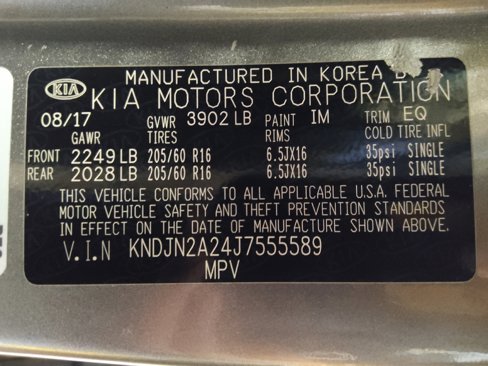 MANUFACTURED IN KOREA
KIA KIA MOTORS CORPORATION
08/17 GVWR 3902 LB PAINT IM TRIM EQ
GAWR TIRES RIMS COLD TIRE INFL
FRONT 2249 LB 205/60 R16 6.5JX16 35psi SINGLE
REAR 2028 LB 205/60 R16 6.5JX16 35psi SINGLE
THIS VEHICLE CONFORMS TO ALL APPLICABLE U.S.A. FEDERAL
MOTOR VEHICLE SAFETY AND THEFT PREVENTION STANDARDS
IN EFFECT ON THE DATE OF MANUFACTURE SHOWN ABOVE.
V.I.N KNDJN2A24J7555589
MPV